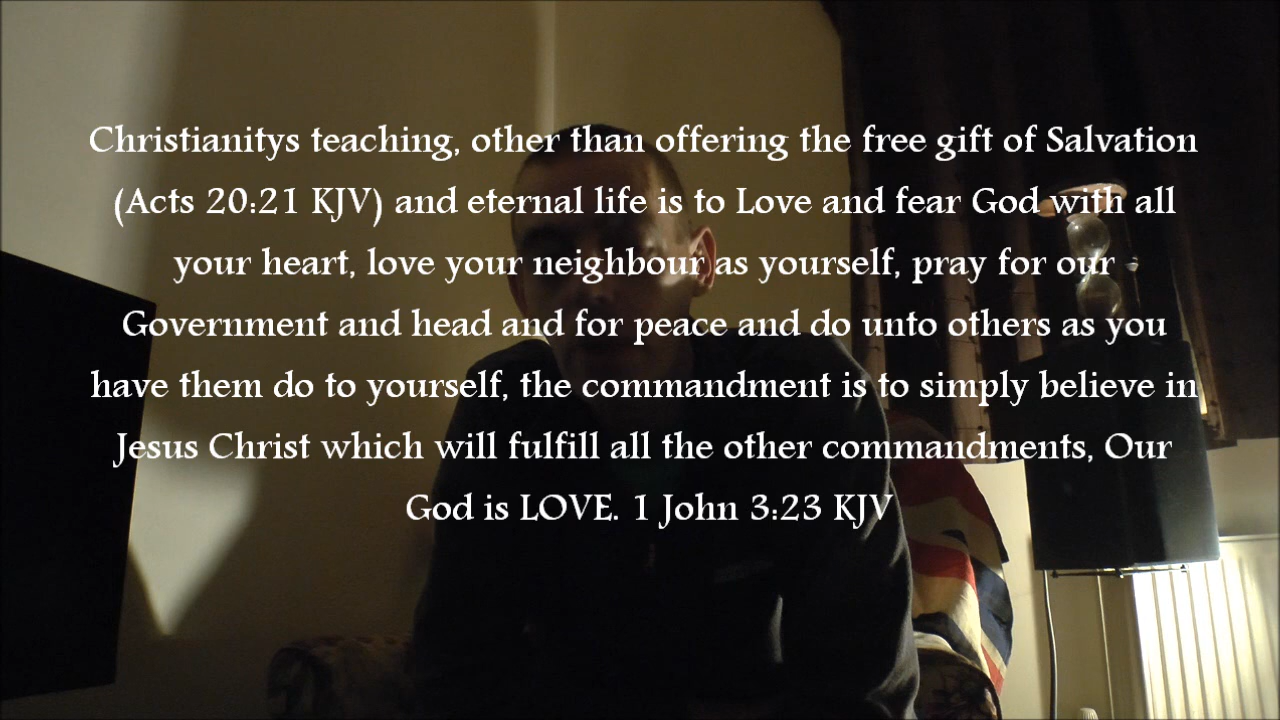 Christianitys teaching, other than offering the free gift of Salvation
(Acts 20:21 KJV) and eternal life is to Love and fear God with all
your heart, love your neighbour as yourself, pray for our
Government and head and for peace and do unto others as you
have them do to yourself, the commandment is to simply believe in
Jesus Christ which will fulfill all the other commandments, Our
God is LOVE. 1 John 3:23 KJV